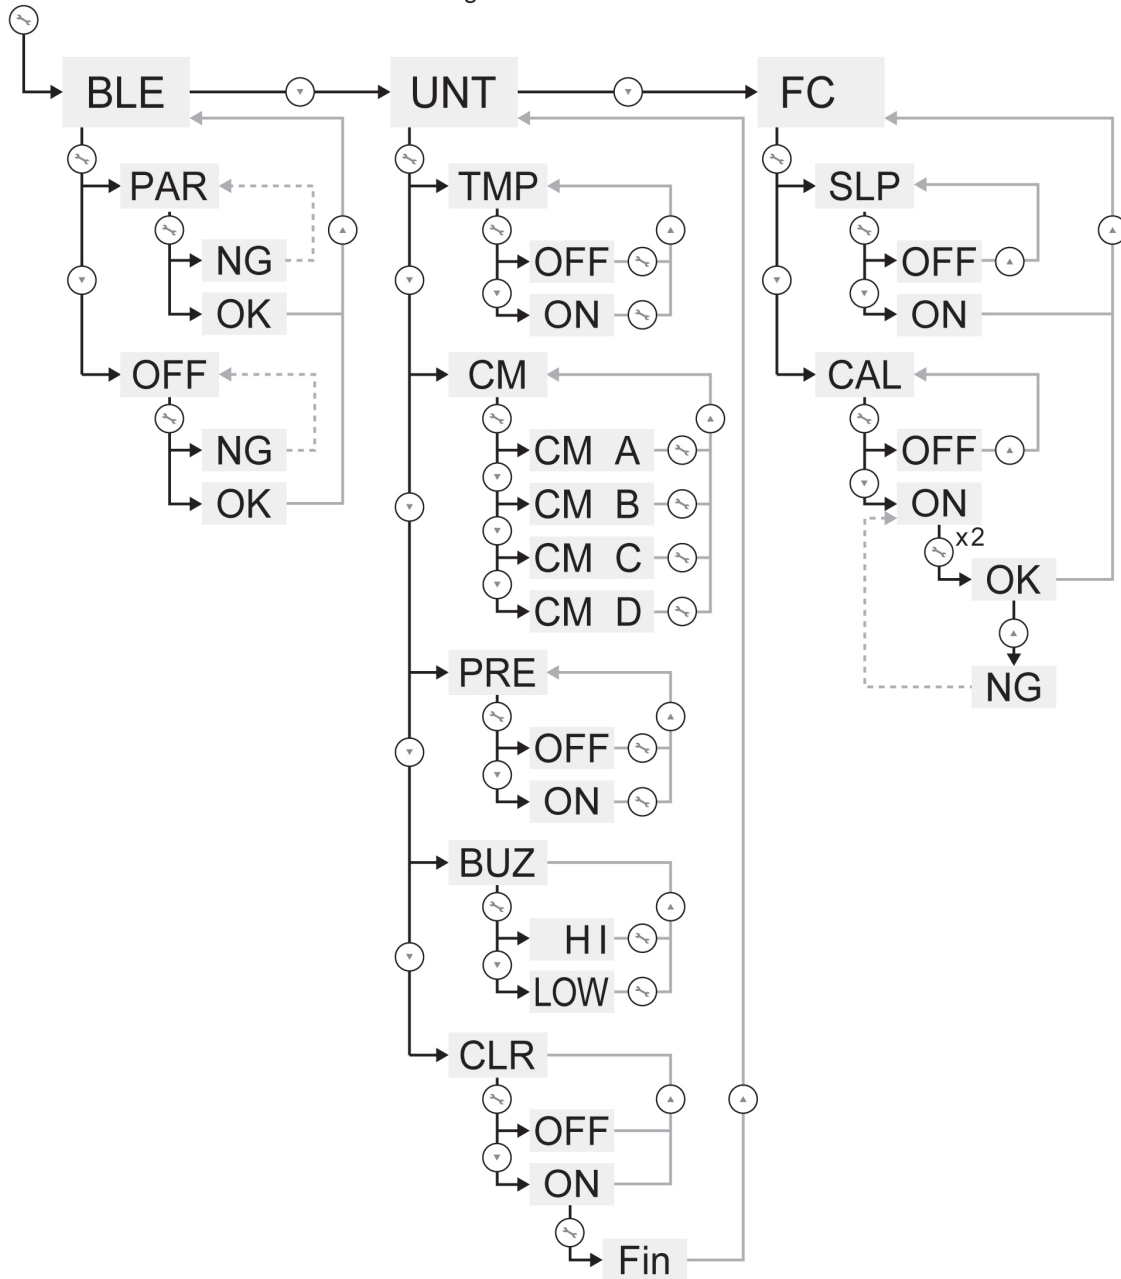 g
BLE
UNT
FC
PAR
NG
OK
OFF
NG
OK
TMP
OFF
ON
CM
CM A
CM B
CM C
CM D
PRE
OFF
ON
BUZ
HI
LOW
CLR
OFF
ON
Fin
SLP
OFF
ON
CAL
OFF
ON
x2
OK
NG